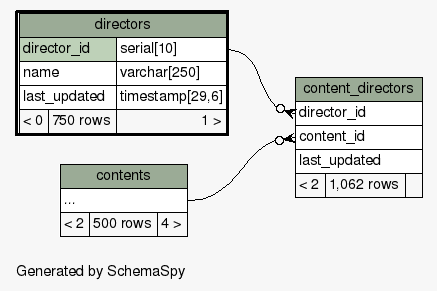 directors
director_id serial[10]
name varchar[250]
last_updated timestamp[29,6]
< 0 750 rows 1 >
content_directors
director_id
content_id
last_updated
< 2 1,062 rows
contents
...
< 2 500 rows 4 >
Generated by SchemaSpy